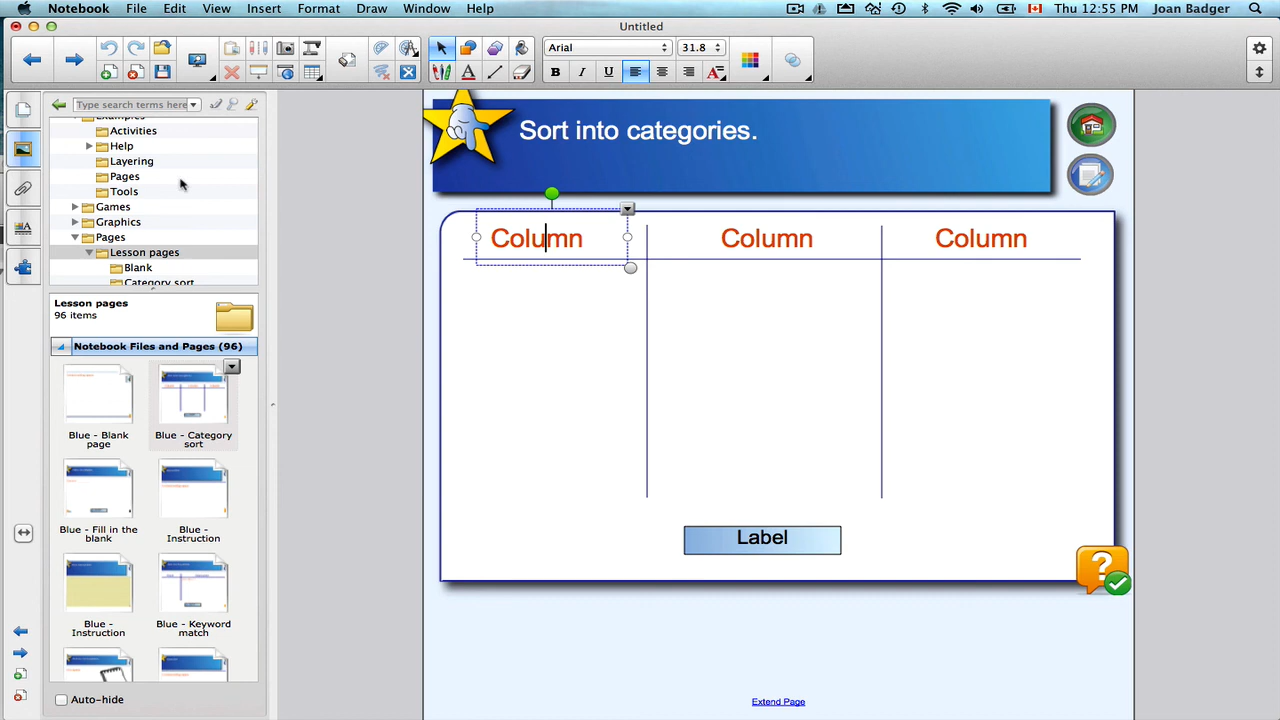 Notebook File Edit View Insert Format Draw Window Help Thu 12:55 PM Joan Badger
Untitled
Arial 31.8
B I U A
Type search terms here
Examples
Activities
Help
Layering
Pages
Tools
Games
Graphics
Pages
Lesson pages
Blank
Category sort
Lesson pages
96 items
Notebook Files and Pages (96)
Blue - Blank page
Blue - Category sort
Blue - Fill in the blank
Blue - Instruction
Blue - Instruction
Blue - Keyword match
Auto-hide
Sort into categories.
Column Column Column
Label
?
Extend Page